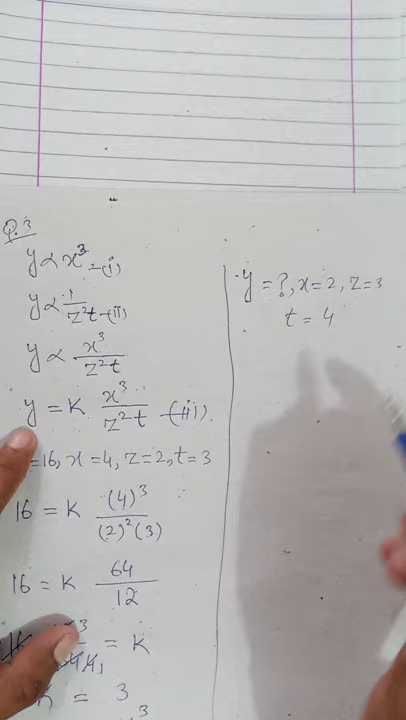 Q.3
y ∝ x³ -(i)
y ∝ 1/z²t -(ii)
y ∝ x³/z²t
y = K x³/z²t -(iii).
=16, x=4, z=2, t=3
16 = K (4)³/(2)²(3)
16 = K 64/12
= K
= 3
y = ?, x=2, z=3
t = 4